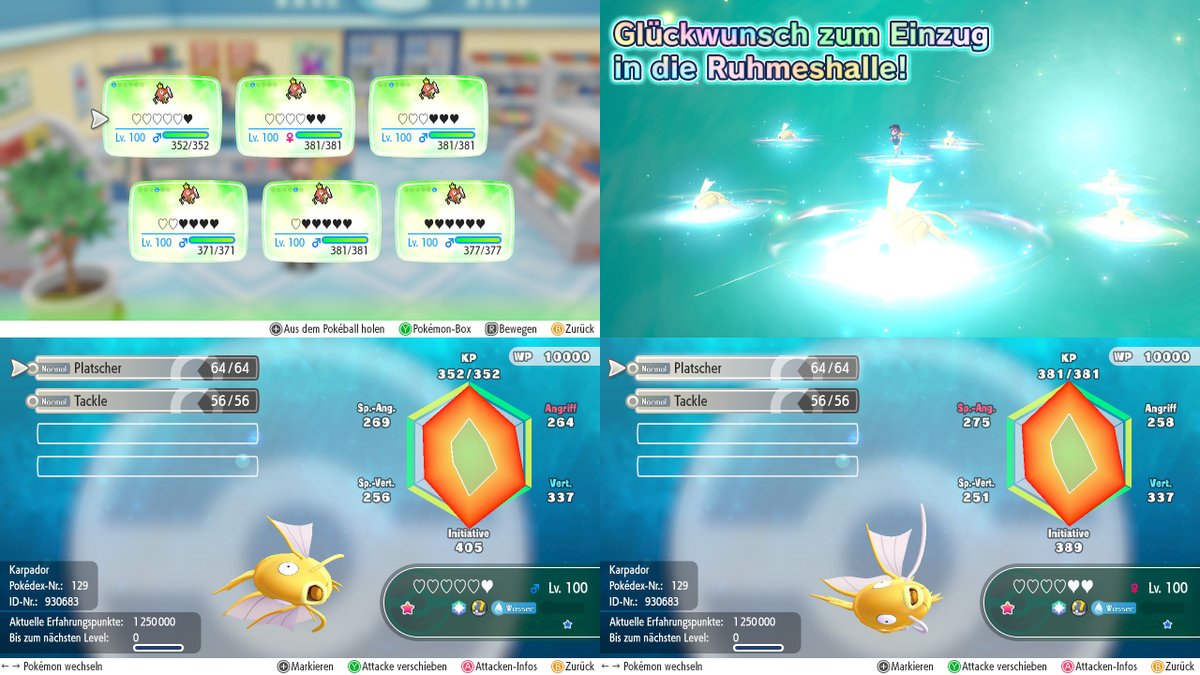 Lv. 100 ♂
352/352
Lv. 100 ♀
381/381
Lv. 100 ♂
381/381
Lv. 100 ♂
371/371
Lv. 100 ♂
381/381
Lv. 100 ♂
377/377
Aus dem Pokéball holen Y Pokémon-Box R Bewegen B Zurück
Glückwunsch zum Einzug
in die Ruhmeshalle!
Normal Platscher 64/64
Normal Tackle 56/56
WP 10000
KP
352/352
Sp.-Ang.
269
Angriff
264
Sp.-Vert.
256
Vert.
337
Initiative
405
Karpador
Pokédex-Nr.: 129
ID-Nr.: 930683
Aktuelle Erfahrungspunkte: 1250000
Bis zum nächsten Level: 0
♂ Lv. 100
Wasser
←→ Pokémon wechseln
Markieren Y Attacke verschieben A Attacken-Infos B Zurück
Normal Platscher 64/64
Normal Tackle 56/56
WP 10000
KP
381/381
Sp.-Ang.
275
Angriff
258
Sp.-Vert.
251
Vert.
337
Initiative
389
Karpador
Pokédex-Nr.: 129
ID-Nr.: 930683
Aktuelle Erfahrungspunkte: 1250000
Bis zum nächsten Level: 0
♀ Lv. 100
Wasser
←→ Pokémon wechseln
Markieren Y Attacke verschieben A Attacken-Infos B Zurück